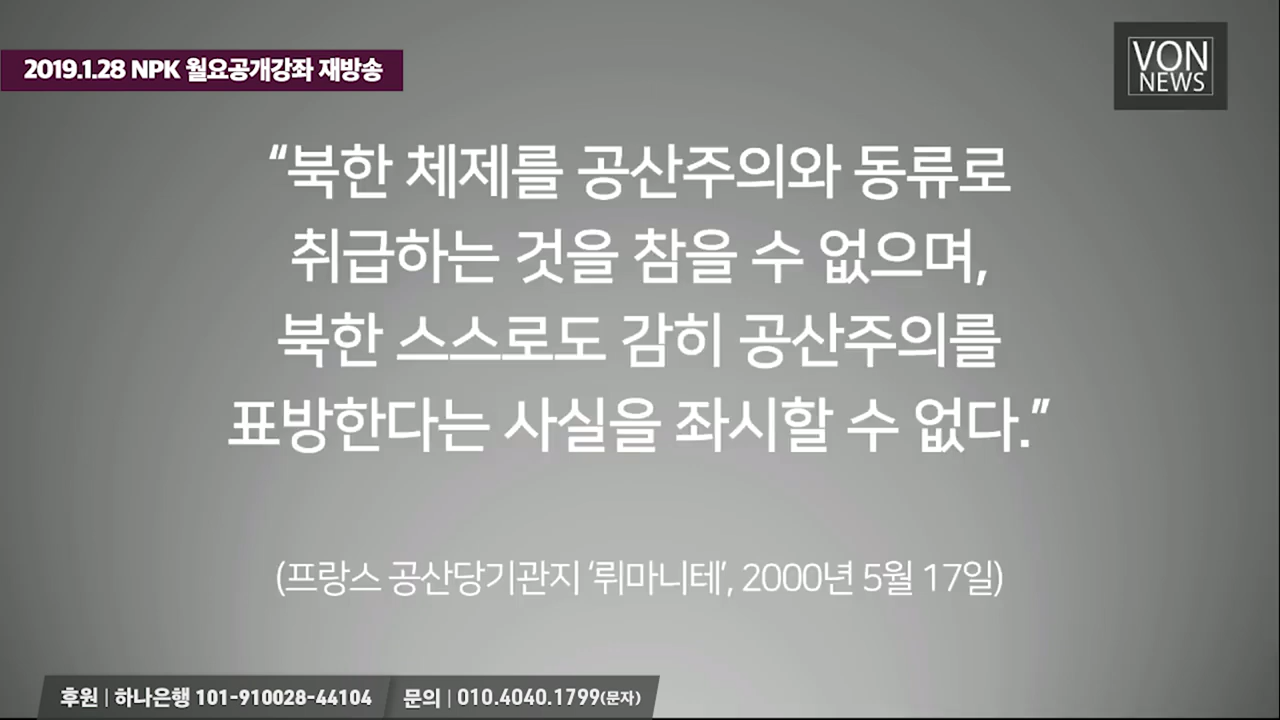 2019.1.28 NPK 월요공개강좌 재방송
VON
NEWS
“북한 체제를 공산주의와 동류로
취급하는 것을 참을 수 없으며,
북한 스스로도 감히 공산주의를
표방한다는 사실을 좌시할 수 없다.”
(프랑스 공산당기관지 ‘뤼마니테’, 2000년 5월 17일)
후원 | 하나은행 101-910028-44104 문의 | 010.4040.1799(문자)